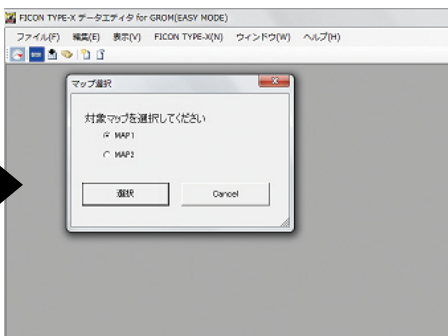 FICON TYPE-X データエディタ for GROM(EASY MODE)
ファイル(F) 編集(E) 表示(V) FICON TYPE-X(N) ウィンドウ(W) ヘルプ(H)
マップ選択
対象マップを選択してください
MAP1
MAP2
選択 Cancel